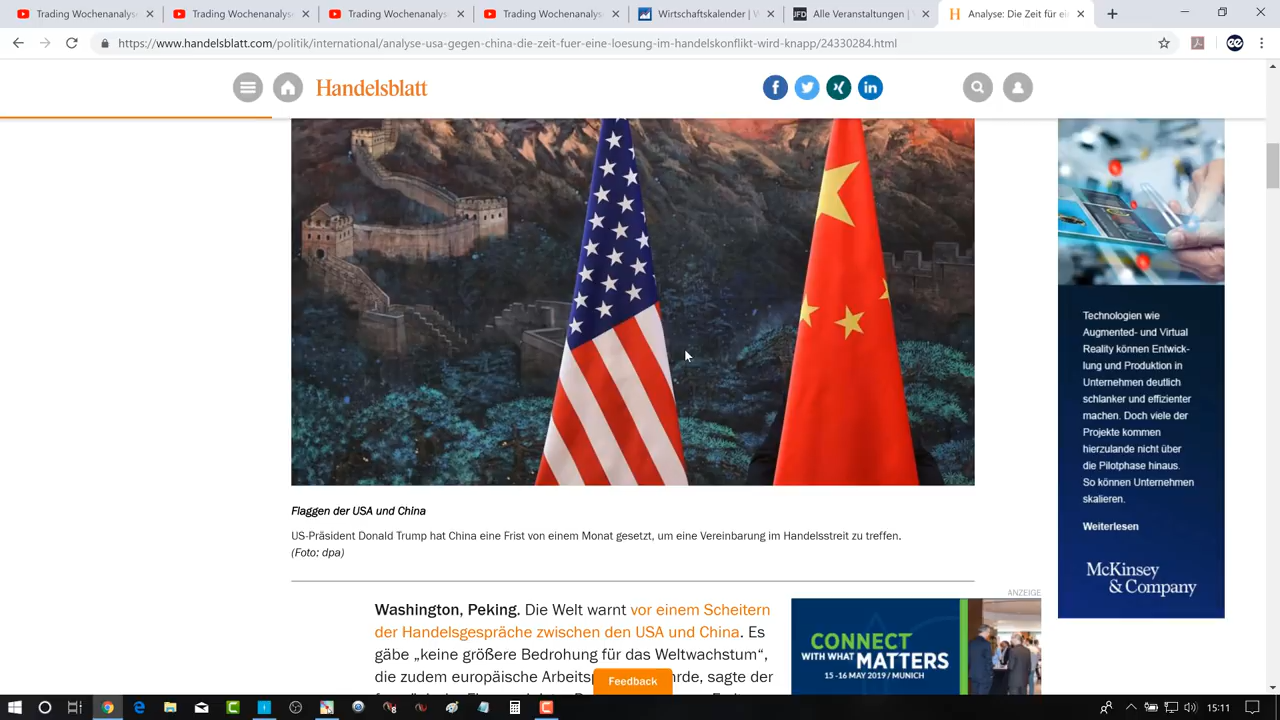 Trading Wochenanalys
Trading Wochenanalys
Trading Wochenanalys
Trading Wochenanalys
Wirtschaftskalender | W
JFD
Alle Veranstaltungen | V
H
Analyse: Die Zeit für ei
https://www.handelsblatt.com/politik/international/analyse-usa-gegen-china-die-zeit-fuer-eine-loesung-im-handelskonflikt-wird-knapp/24330284.html
Handelsblatt
Flaggen der USA und China
US-Präsident Donald Trump hat China eine Frist von einem Monat gesetzt, um eine Vereinbarung im Handelsstreit zu treffen.
(Foto: dpa)
Washington, Peking. Die Welt warnt vor einem Scheitern
der Handelsgespräche zwischen den USA und China. Es
gäbe „keine größere Bedrohung für das Weltwachstum“,
die zudem europäische Arbeitsp rde, sagte der
Feedback
Technologien wie
Augmented- und Virtual
Reality können Entwick-
lung und Produktion in
Unternehmen deutlich
schlanker und effizienter
machen. Doch viele der
Projekte kommen
hierzulande nicht über
die Pilotphase hinaus.
So können Unternehmen
skalieren.
Weiterlesen
McKinsey
& Company
ANZEIGE
CONNECT
WITH WHAT MATTERS
15 -16 MAY 2019 / MUNICH
15:11